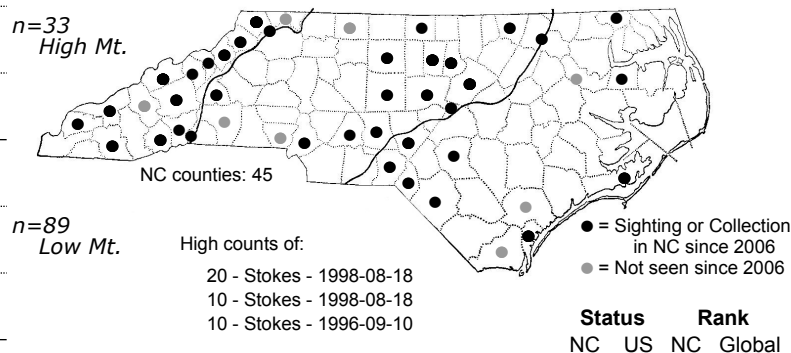 n=33
High Mt.
NC counties: 45
n=89
Low Mt.
High counts of:
20 - Stokes - 1998-08-18
10 - Stokes - 1998-08-18
10 - Stokes - 1996-09-10
= Sighting or Collection
in NC since 2006
= Not seen since 2006
Status Rank
NC US NC Global